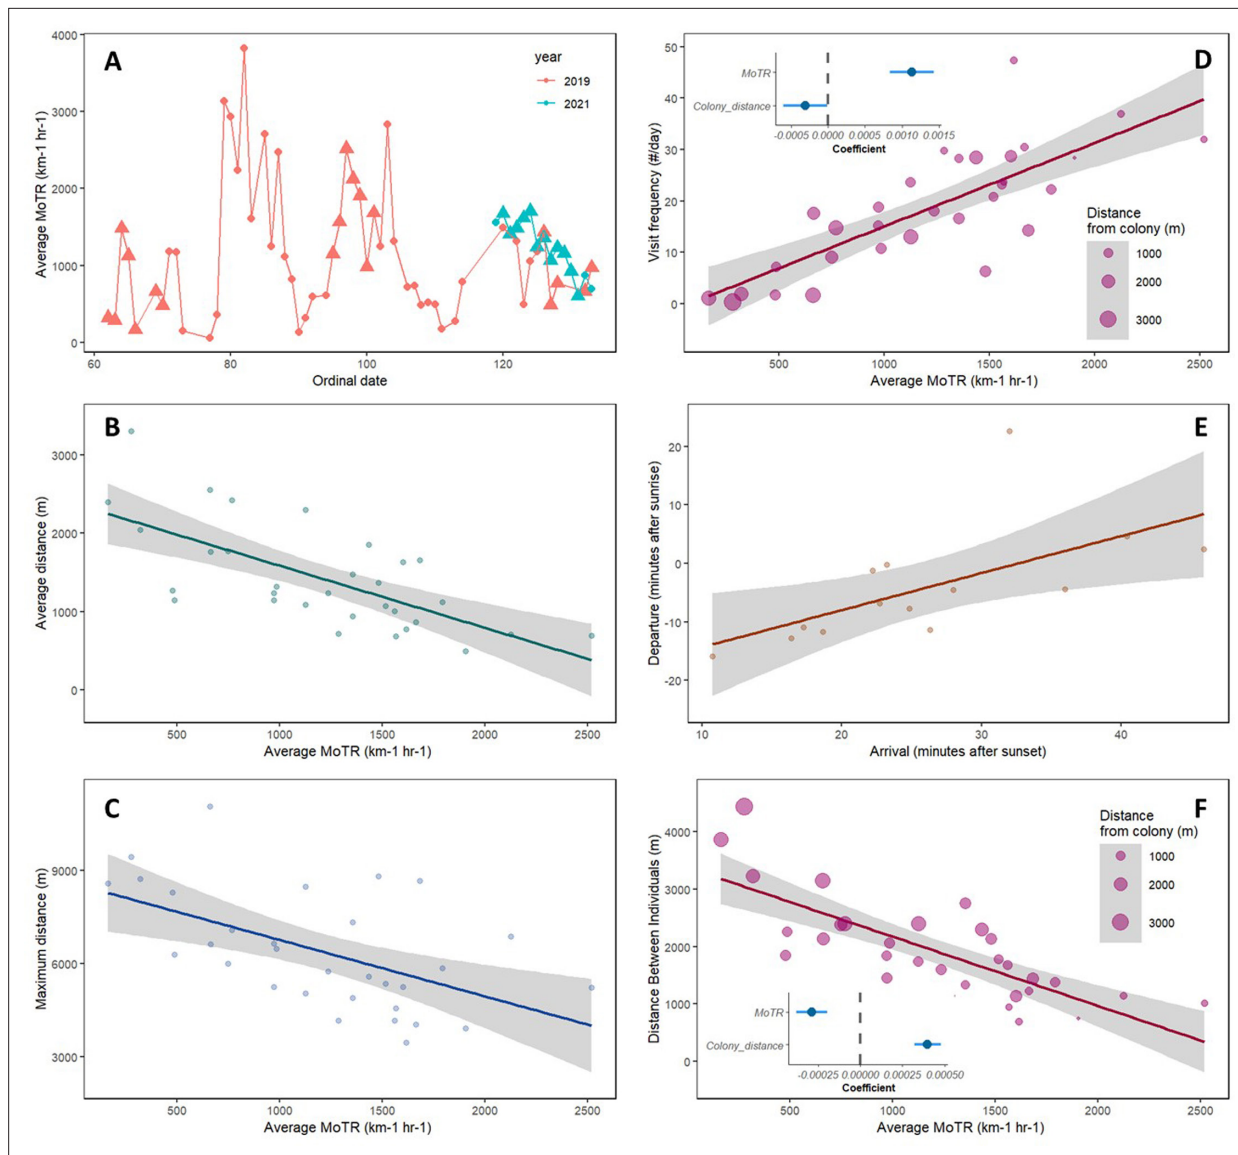 A
year
2019
2021
4000
3000
2000
1000
0
Average MoTR (km-1 hr-1)
60
80
100
120
Ordinal date
D
MoTR
Colony_distance
-0.0005
0.0000
0.0005
0.0010
0.0015
Coefficient
50
40
30
20
10
0
Visit frequency (#/day)
Distance
from colony (m)
1000
2000
3000
500
1000
1500
2000
2500
Average MoTR (km-1 hr-1)
B
3000
2000
1000
0
Average distance (m)
500
1000
1500
2000
2500
Average MoTR (km-1 hr-1)
E
20
10
0
-10
-20
Departure (minutes after sunrise)
10
20
30
40
Arrival (minutes after sunset)
C
9000
6000
3000
Maximum distance (m)
500
1000
1500
2000
2500
Average MoTR (km-1 hr-1)
F
Distance
from colony (m)
1000
2000
3000
4000
3000
2000
1000
0
Distance Between Individuals (m)
MoTR
Colony_distance
-0.00025
0.00000
0.00025
0.00050
Coefficient
500
1000
1500
2000
2500
Average MoTR (km-1 hr-1)